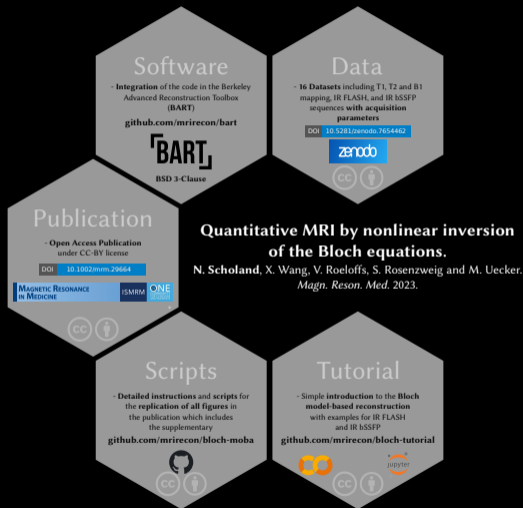 Software
- Integration of the code in the Berkeley
Advanced Reconstruction Toolbox
(BART)
github.com/mrirecon/bart
BART
BSD 3-Clause
Data
- 16 Datasets including T1, T2 and B1
mapping, IR FLASH, and IR bSSFP
sequences with acquisition
parameters
DOI 10.5281/zenodo.7654462
zenodo
cc
Publication
- Open Access Publication
under CC-BY license
DOI 10.1002/mrm.29664
MAGNETIC RESONANCE
IN MEDICINE
ISMRM
ONE
cc
Quantitative MRI by nonlinear inversion
of the Bloch equations.
N. Scholand, X. Wang, V. Roeloffs, S. Rosenzweig and M. Uecker.
Magn. Reson. Med. 2023.
Scripts
- Detailed instructions and scripts for
the replication of all figures in
the publication which includes
the supplementary
github.com/mrirecon/bloch-moba
cc
Tutorial
- Simple introduction to the Bloch
model-based reconstruction
with examples for IR FLASH
and IR bSSFP
github.com/mrirecon/bloch-tutorial
jupyter
cc